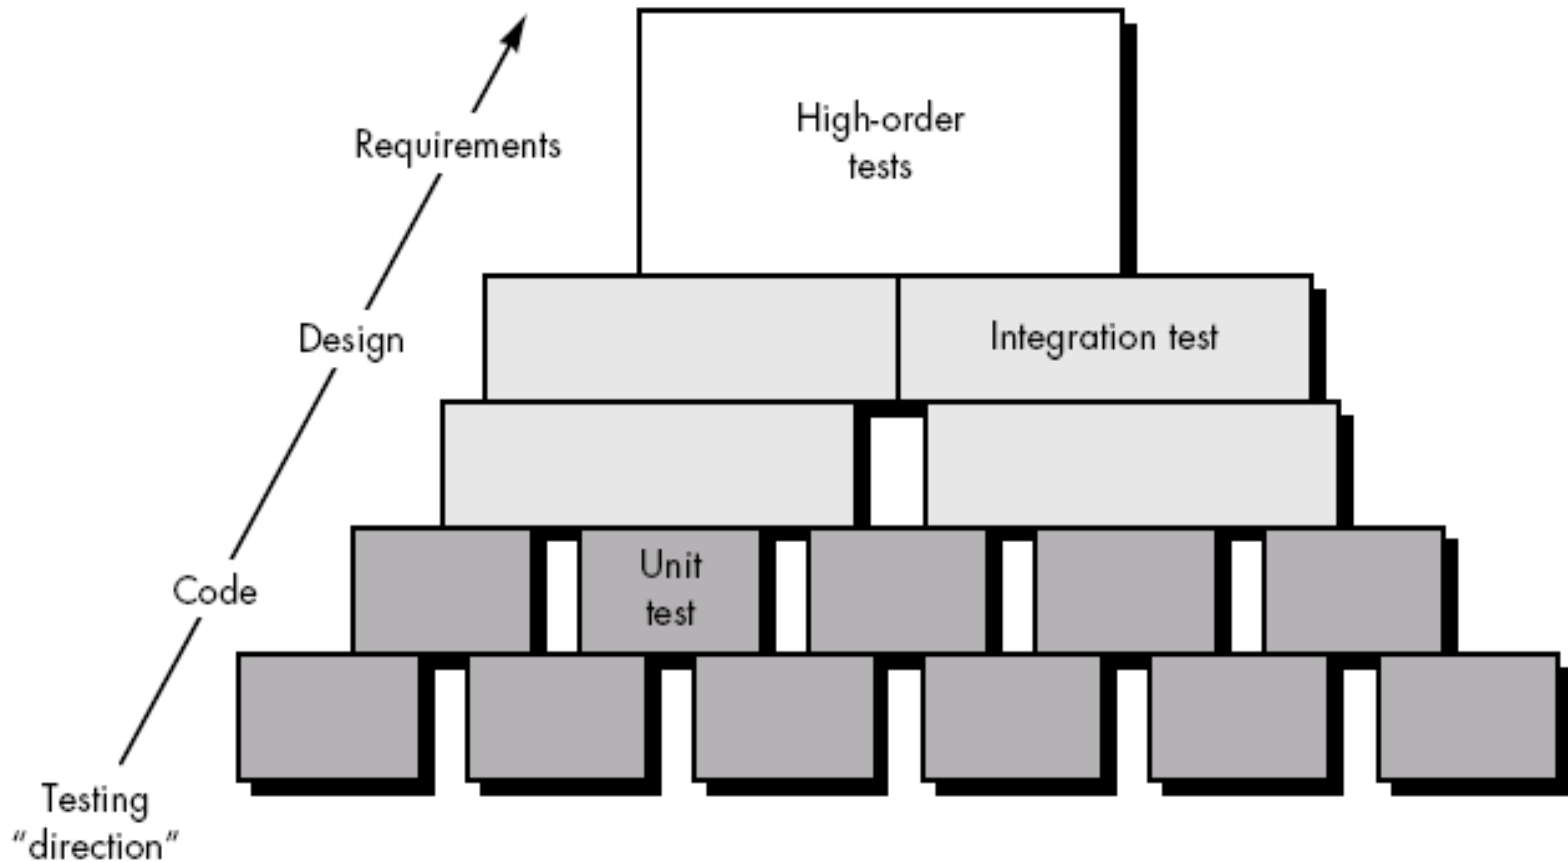 Requirements
High-order
tests
Design
Integration test
Code
Unit
test
Testing
“direction”